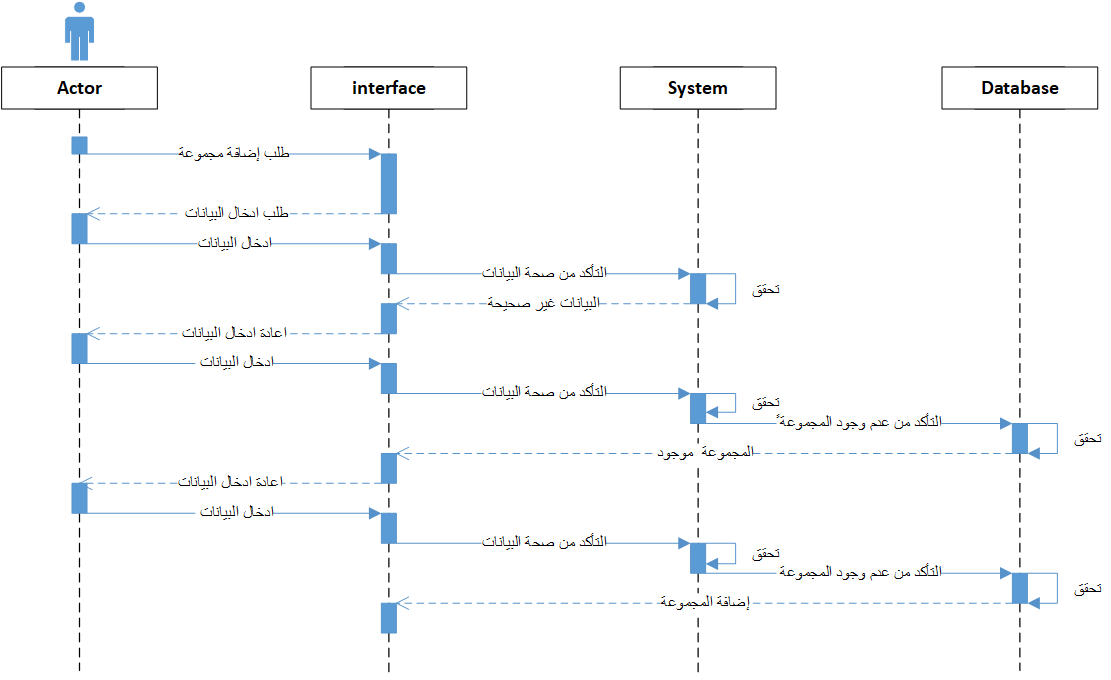 Actor
interface
System
Database
طلب إضافة مجموعة
طلب ادخال البيانات
ادخال البيانات
التأكد من صحة البيانات
تحقق
البيانات غير صحيحة
اعادة ادخال البيانات
ادخال البيانات
التأكد من صحة البيانات
تحقق
التأكد من عدم وجود المجموعة ً
تحقق
المجموعة موجود
اعادة ادخال البيانات
ادخال البيانات
التأكد من صحة البيانات
تحقق
التأكد من عدم وجود المجموعة
تحقق
إضافة المجموعة